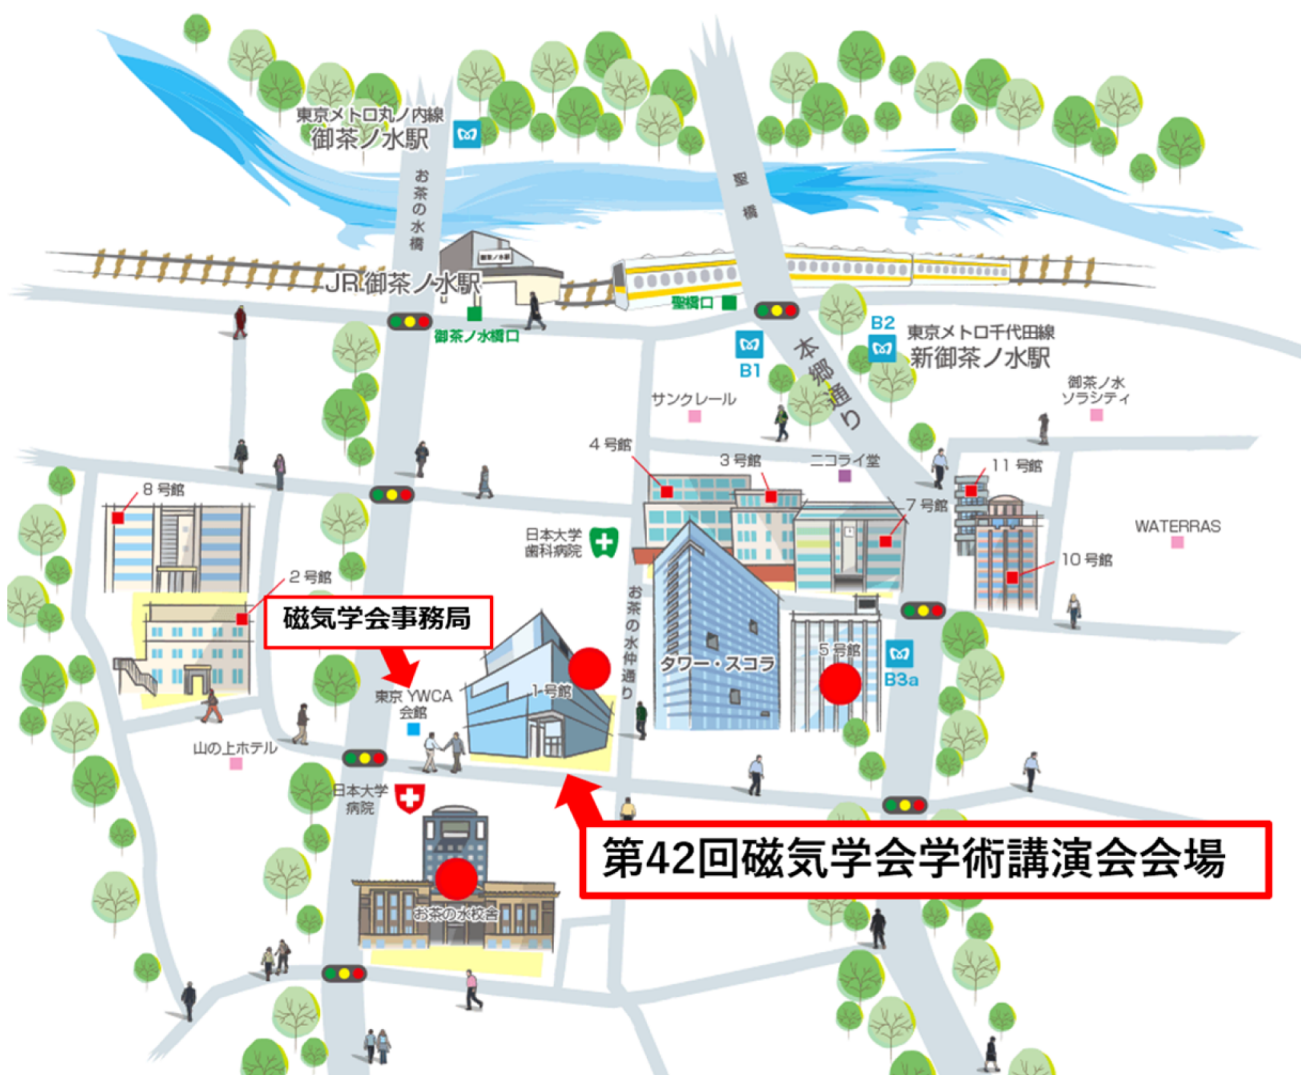 東京メトロ丸ノ内線
御茶ノ水駅
お茶の水橋
聖橋
御茶ノ水駅
JR 御茶ノ水駅
聖橋口
御茶ノ水橋口
B1
B2
東京メトロ千代田線
新御茶ノ水駅
本郷通り
サンクレール
御茶ノ水
ソラシティ
4号館
3号館
ニコライ堂
11号館
8号館
7号館
日本大学
歯科病院
WATERRAS
10号館
2号館
お茶の水仲通り
磁気学会事務局
タワー・スコラ
5号館
B3a
東京 YWCA
会館
1号館
山の上ホテル
日本大学
病院
第42回磁気学会学術講演会会場
お茶の水校舎